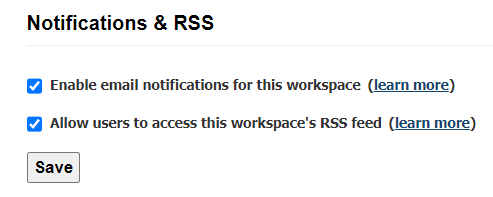 Notifications & RSS
Enable email notifications for this workspace (learn more)
Allow users to access this workspace's RSS feed (learn more)
Save